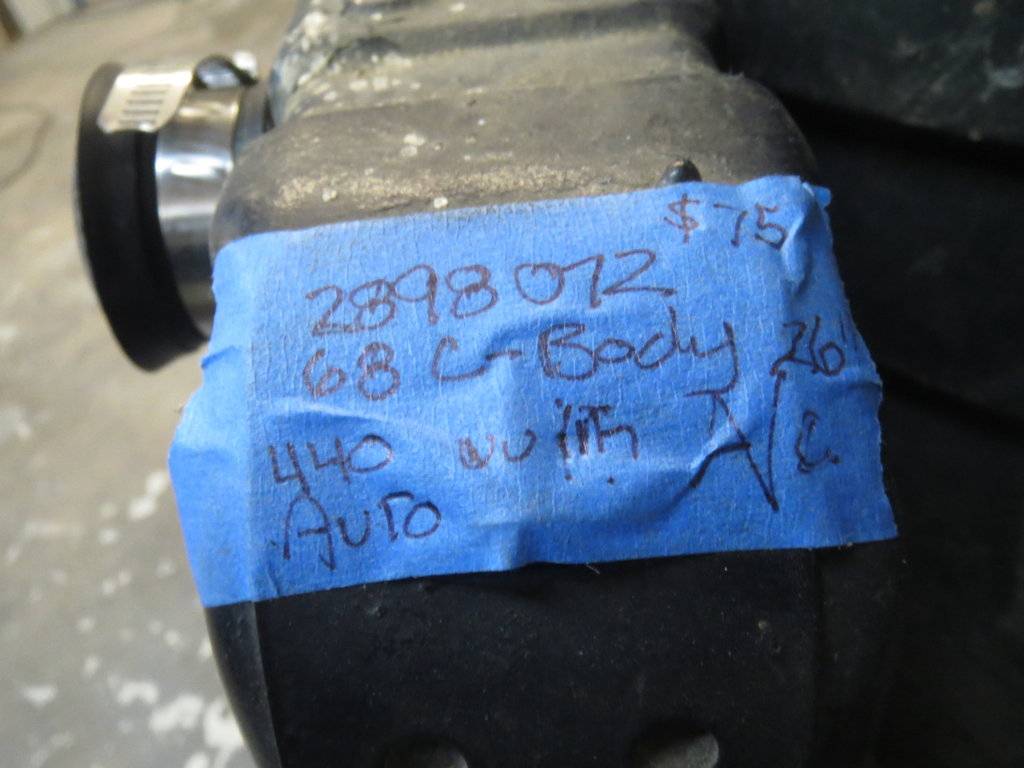 $75
2898072
68 C-Body 26"
440 with A/C
Auto